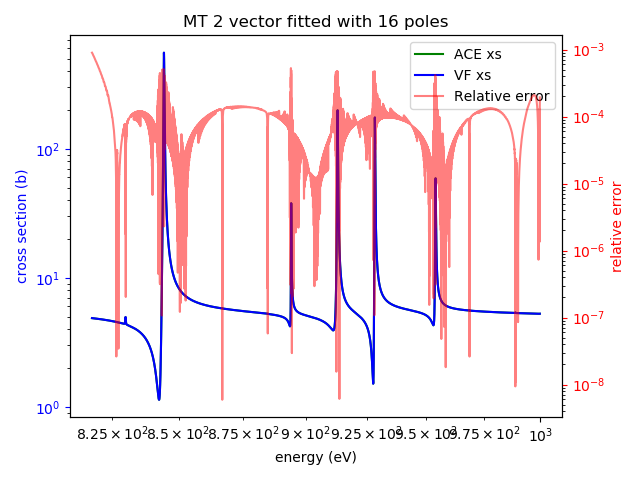 MT 2 vector fitted with 16 poles
ACE xs
VF xs
Relative error
cross section (b)
10²
10¹
10⁰
10⁻³
10⁻⁴
10⁻⁵
10⁻⁶
10⁻⁷
10⁻⁸
relative error
8.25 × 10² 8.5 × 10² 8.75 × 10² 9 × 10² 9.25 × 10² 9.5 × 10² 9.75 × 10² 10³
energy (eV)